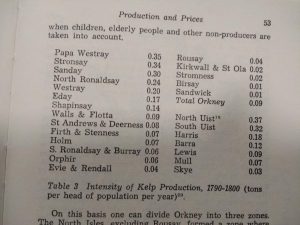 Production and Prices 53
when children, elderly people and other non-producers are
taken into account.
Papa Westray 0.35
Stronsay 0.34
Sanday 0.30
North Ronaldsay 0.24
Westray 0.20
Eday 0.17
Shapinsay 0.14
Walls & Flotta 0.09
St Andrews & Deerness 0.08
Firth & Stenness 0.07
Holm 0.07
S. Ronaldsay & Burray 0.06
Orphir 0.06
Evie & Rendall 0.04
Rousay 0.04
Kirkwall & St Ola 0.02
Stromness 0.02
Birsay 0.01
Sandwick 0.01
Total Orkney 0.09
North Uist 0.37
South Uist 0.32
Harris 0.18
Barra 0.12
Lewis 0.09
Mull 0.07
Skye 0.03
Table 3 Intensity of Kelp Production, 1790-1800 (tons
per head of population per year)
On this basis one can divide Orkney into three zones.
The North Isles, excluding Rousay, formed a zone where